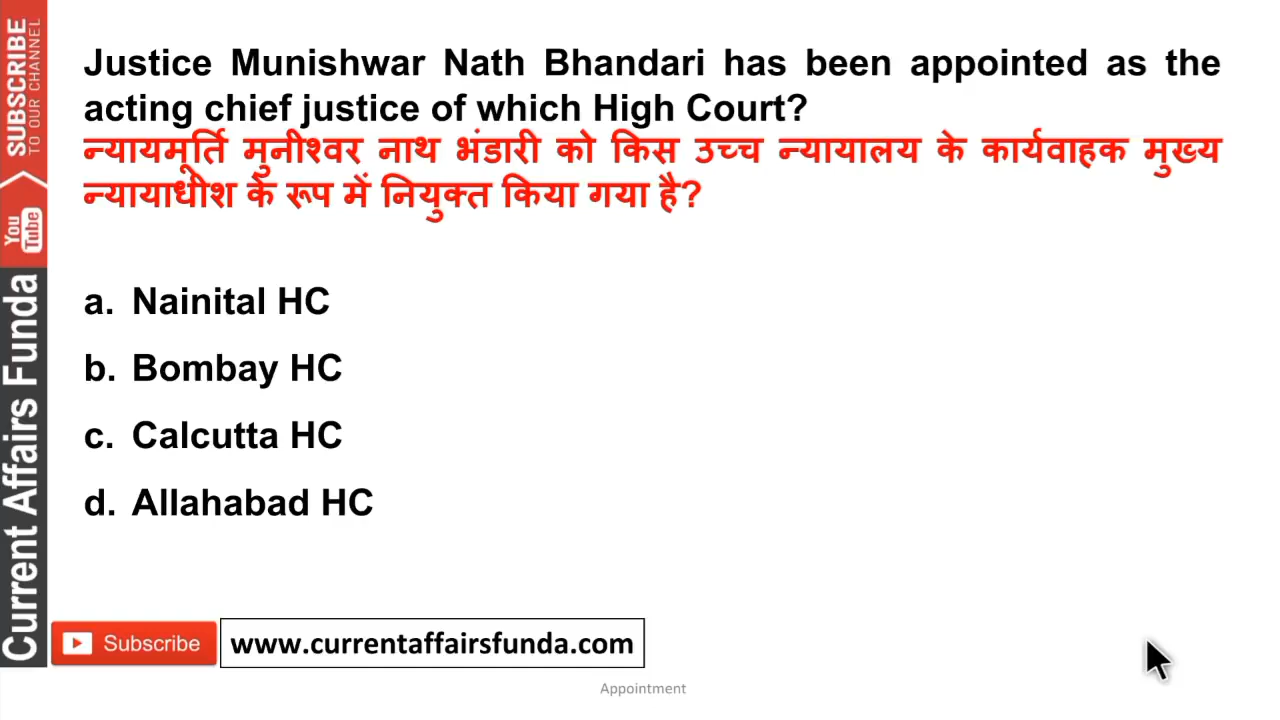 Justice Munishwar Nath Bhandari has been appointed as the
acting chief justice of which High Court?
न्यायमूर्ति मुनीश्वर नाथ भंडारी को किस उच्च न्यायालय के कार्यवाहक मुख्य
न्यायाधीश के रूप में नियुक्त किया गया है?
a. Nainital HC
b. Bombay HC
c. Calcutta HC
d. Allahabad HC
SUBSCRIBE
TO OUR CHANNEL
You Tube
Current Affairs Funda
Subscribe
www.currentaffairsfunda.com
Appointment